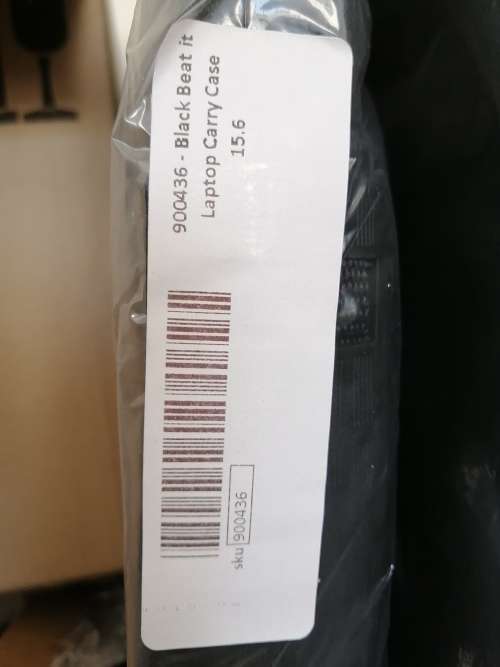 900436 - Black Beat it
Laptop Carry Case
15.6
sku 900436